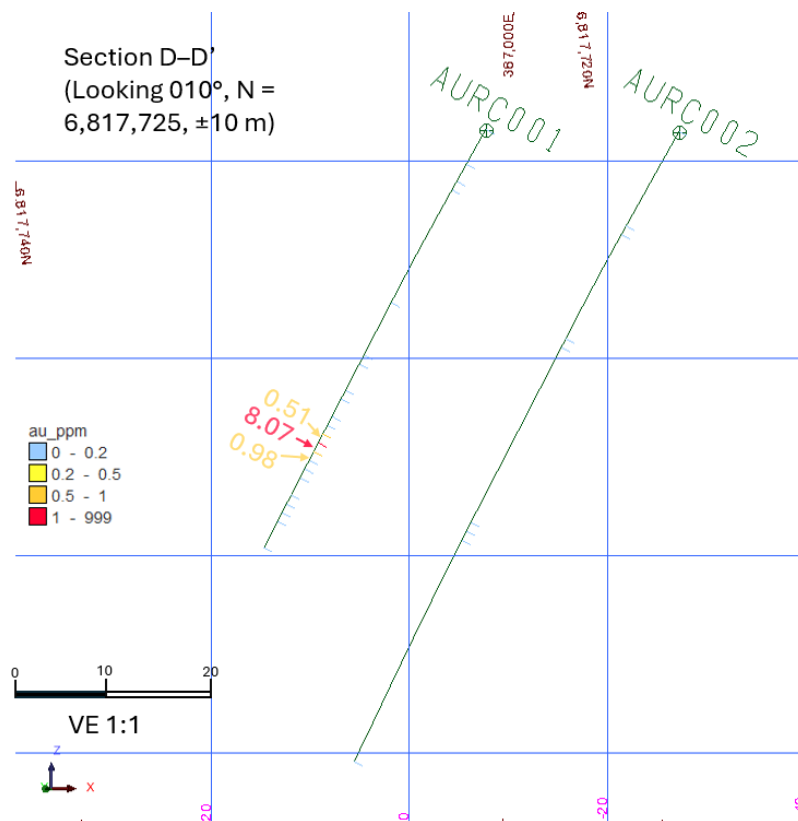 Section D–D’
(Looking 010°, N =
6,817,725, ±10 m)
387,000E
6,817,720N
AURC001
AURC002
6,817,740N
0.51
8.07
0.98
au_ppm
0 - 0.2
0.2 - 0.5
0.5 - 1
1 - 999
0 10 20
VE 1:1
Z
X
20
0
-20